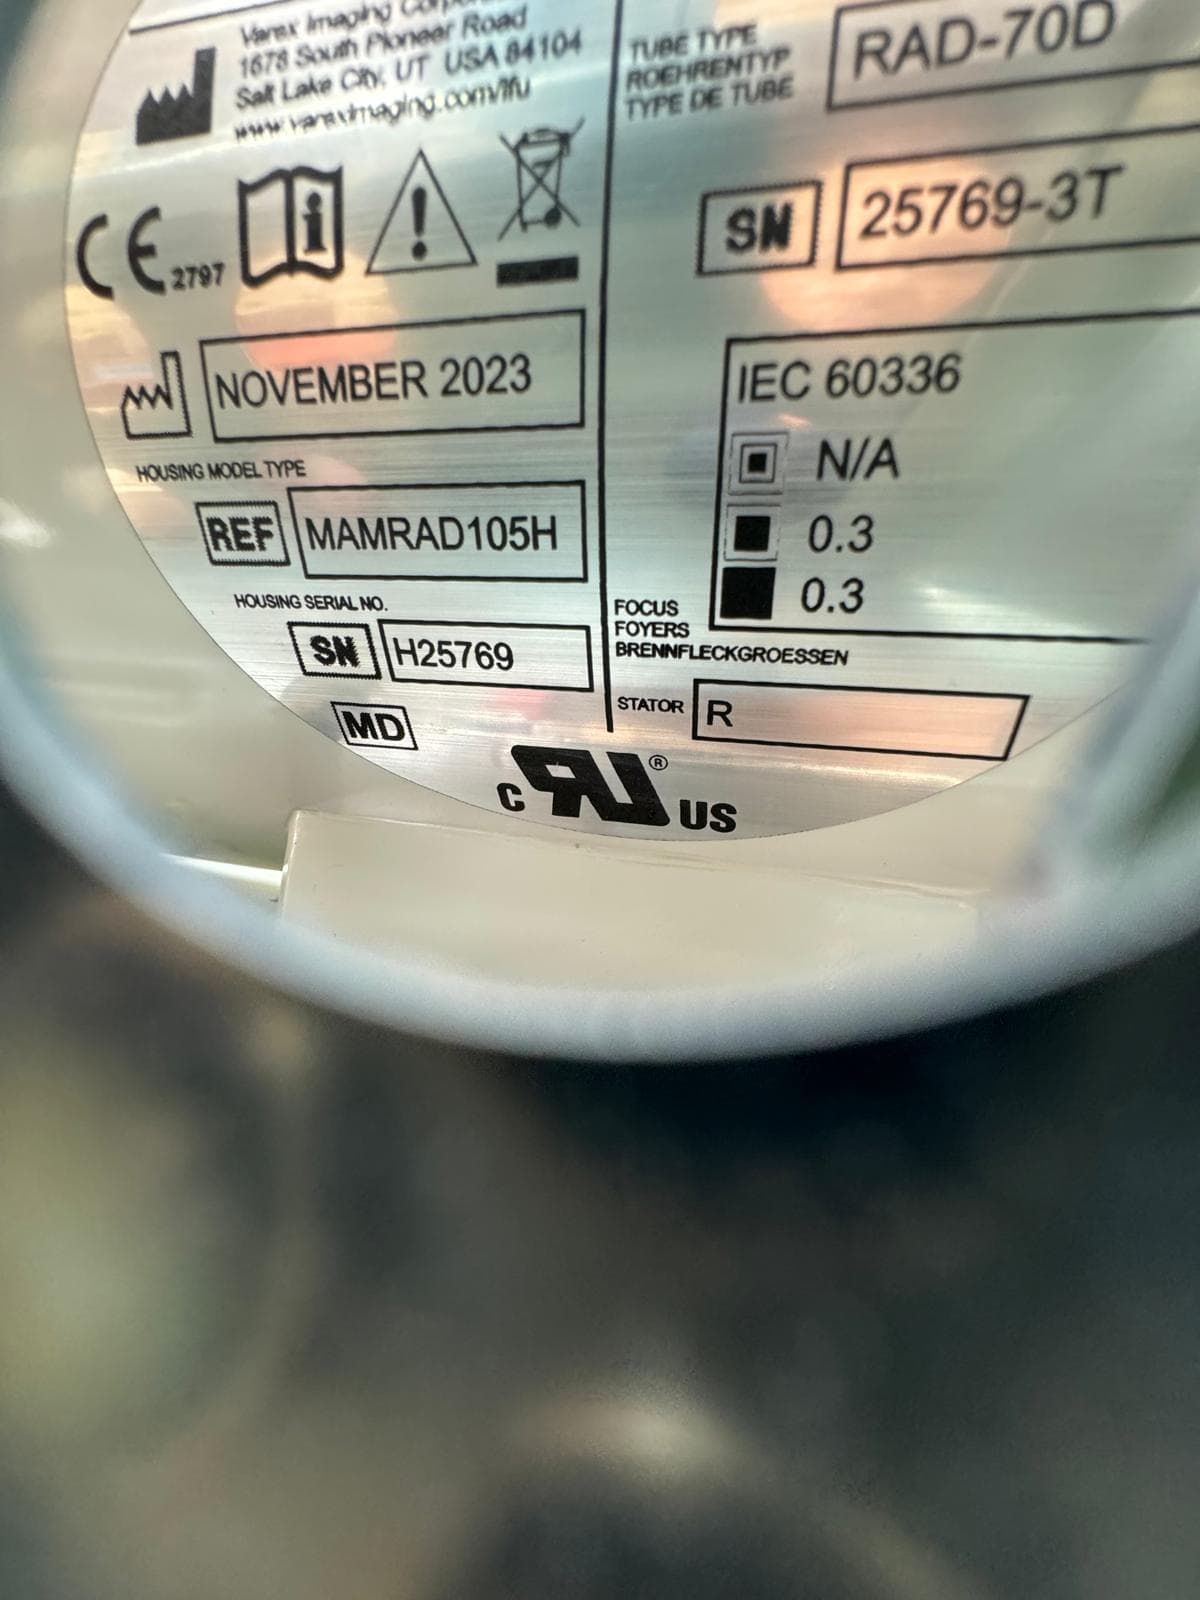 Varex Imaging
1678 South Pioneer Road
Salt Lake City, UT USA 84104
www.vareximaging.com/ifu
CE 2797
NOVEMBER 2023
HOUSING MODEL TYPE
REF MAMRAD105H
HOUSING SERIAL NO.
SN H25769
MD
TUBE TYPE
ROEHRENTYP
TYPE DE TUBE
RAD-70D
SN 25769-3T
IEC 60336
N/A
0.3
0.3
FOCUS
FOYERS
BRENNFLECKGROESSEN
STATOR R
c RU ® US